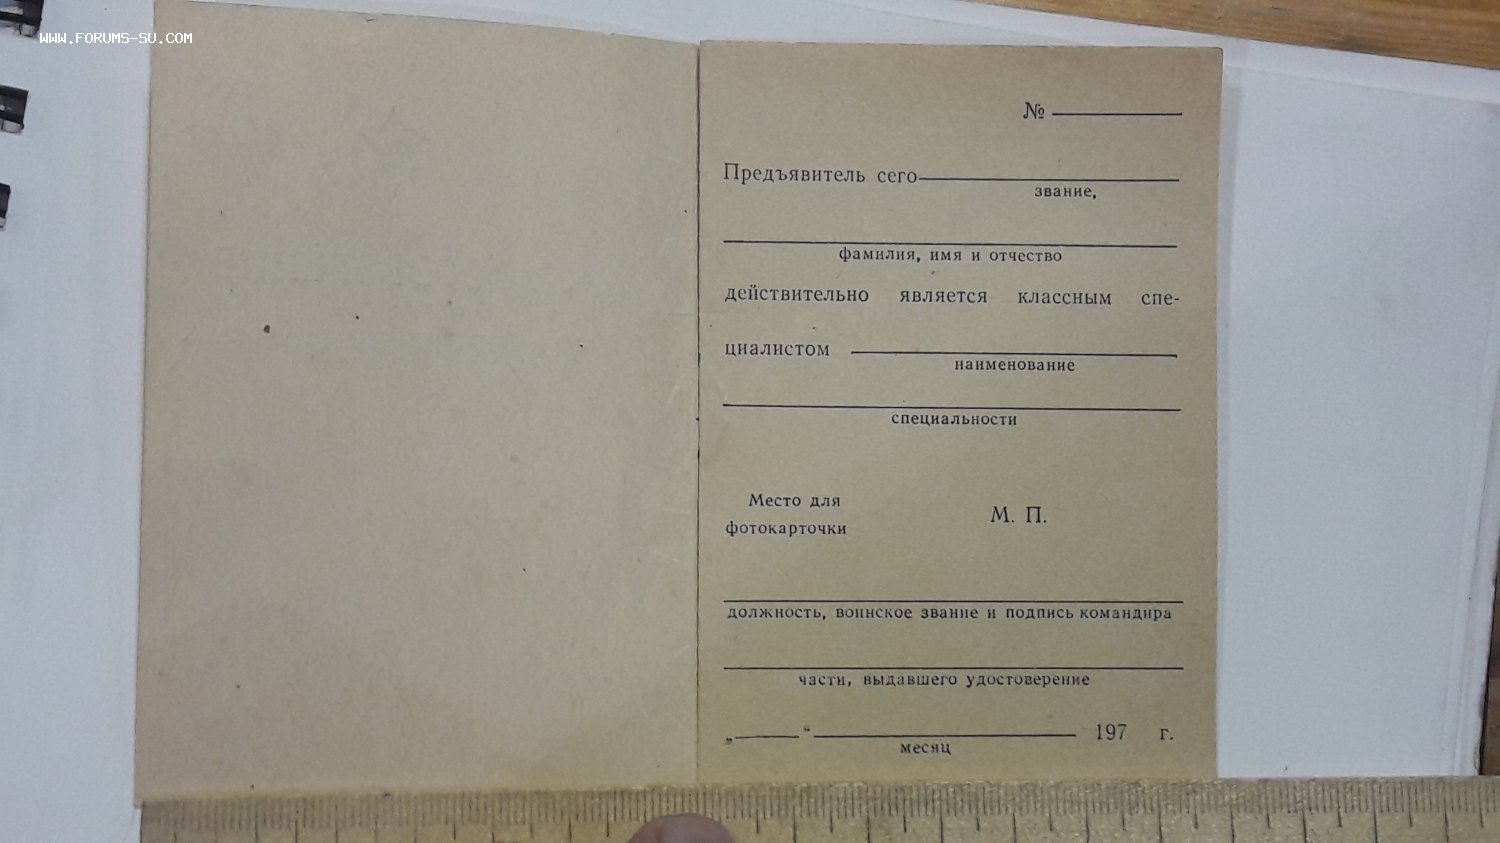 WWW.FORUMS-SU.COM
№
Предъявитель сего
звание,
фамилия, имя и отчество
действительно является классным спе-
циалистом
наименование
специальности
Место для
фотокарточки
М. П.
должность, воинское звание и подпись командира
части, выдавшего удостоверение
„ “ 197 г.
месяц